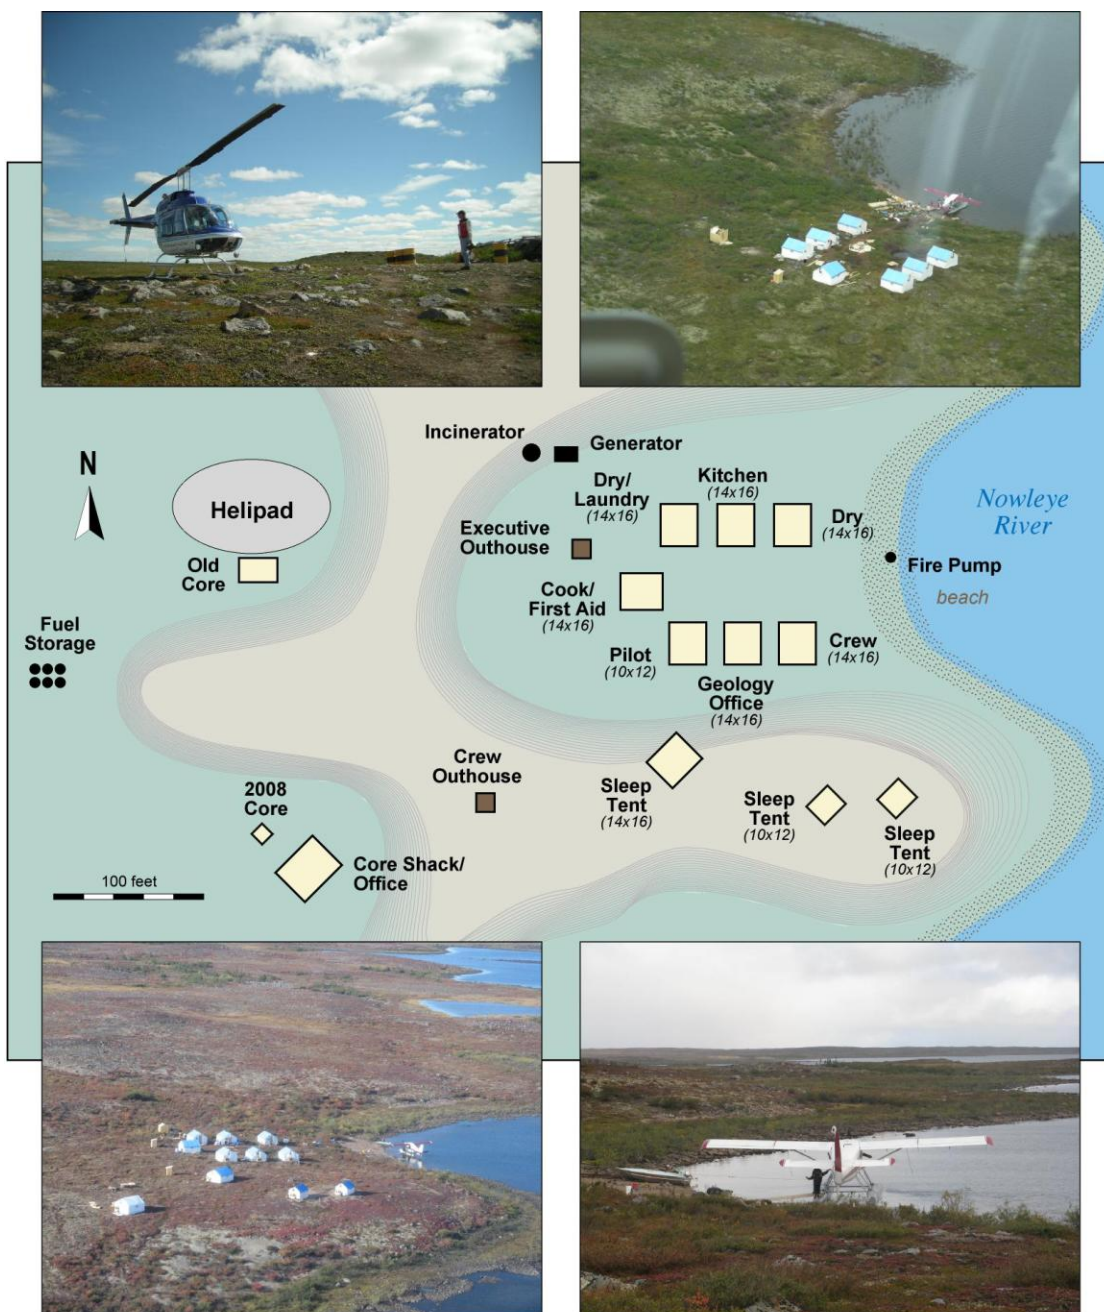 Incinerator
Generator
N
Dry/
Laundry
(14x16)
Kitchen
(14x16)
Helipad
Executive
Outhouse
Dry
(14x16)
Nowleye
River
Old
Core
Fire Pump
beach
Cook/
First Aid
(14x16)
Fuel
Storage
Pilot
(10x12)
Crew
(14x16)
Geology
Office
(14x16)
Crew
Outhouse
Sleep
Tent
(14x16)
2008
Core
Sleep
Tent
(10x12)
Sleep
Tent
(10x12)
Core Shack/
Office
100 feet